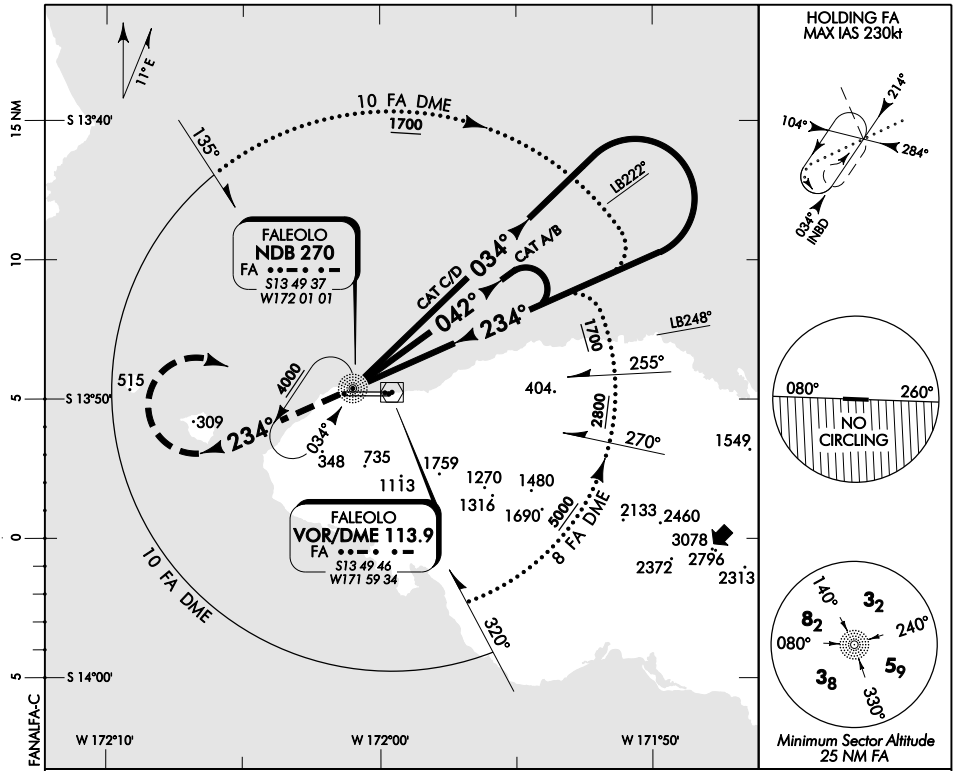 11°E
15 NM
S 13°40'
10
5
S 13°50'
0
5
S 14°00'
FANALFA-C
W 172°10'
W 172°00'
W 171°50'
135°
10 FA DME
1700
LB222°
FALEOLO
NDB 270
FA
S13 49 37
W172 01 01
CAT C/D
034°
CAT A/B
042°
234°
LB248°
1700
255°
515
4000
404
309
234°
034°
2800
270°
1549
348
735
1759
1113
1270
1480
1316
1690
5000
2133
2460
3078
2796
2372
2313
8 FA DME
FALEOLO
VOR/DME 113.9
FA
S13 49 46
W171 59 34
10 FA DME
320°
HOLDING FA
MAX IAS 230kt
214°
104°
284°
034°
INBD
080°
260°
NO
CIRCLING
140°
32
82
240°
080°
59
38
330°
Minimum Sector Altitude
25 NM FA